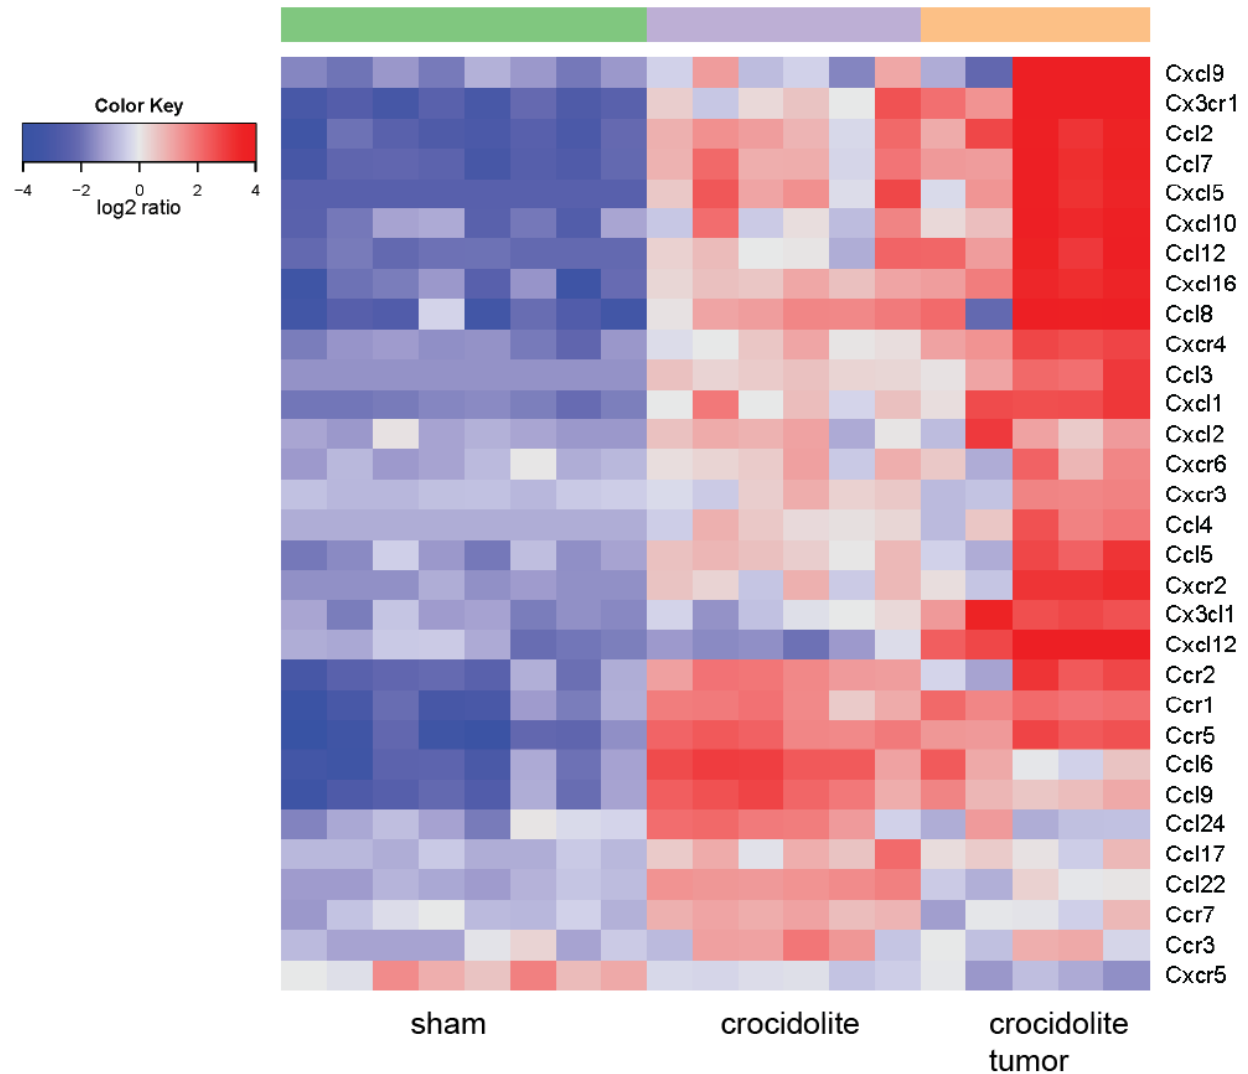 Color Key
−4 −2 0 2 4
log2 ratio
Cxcl9
Cx3cr1
Ccl2
Ccl7
Cxcl5
Cxcl10
Ccl12
Cxcl16
Ccl8
Cxcr4
Ccl3
Cxcl1
Cxcl2
Cxcr6
Cxcr3
Ccl4
Ccl5
Cxcr2
Cx3cl1
Cxcl12
Ccr2
Ccr1
Ccr5
Ccl6
Ccl9
Ccl24
Ccl17
Ccl22
Ccr7
Ccr3
Cxcr5
sham crocidolite crocidolite
tumor